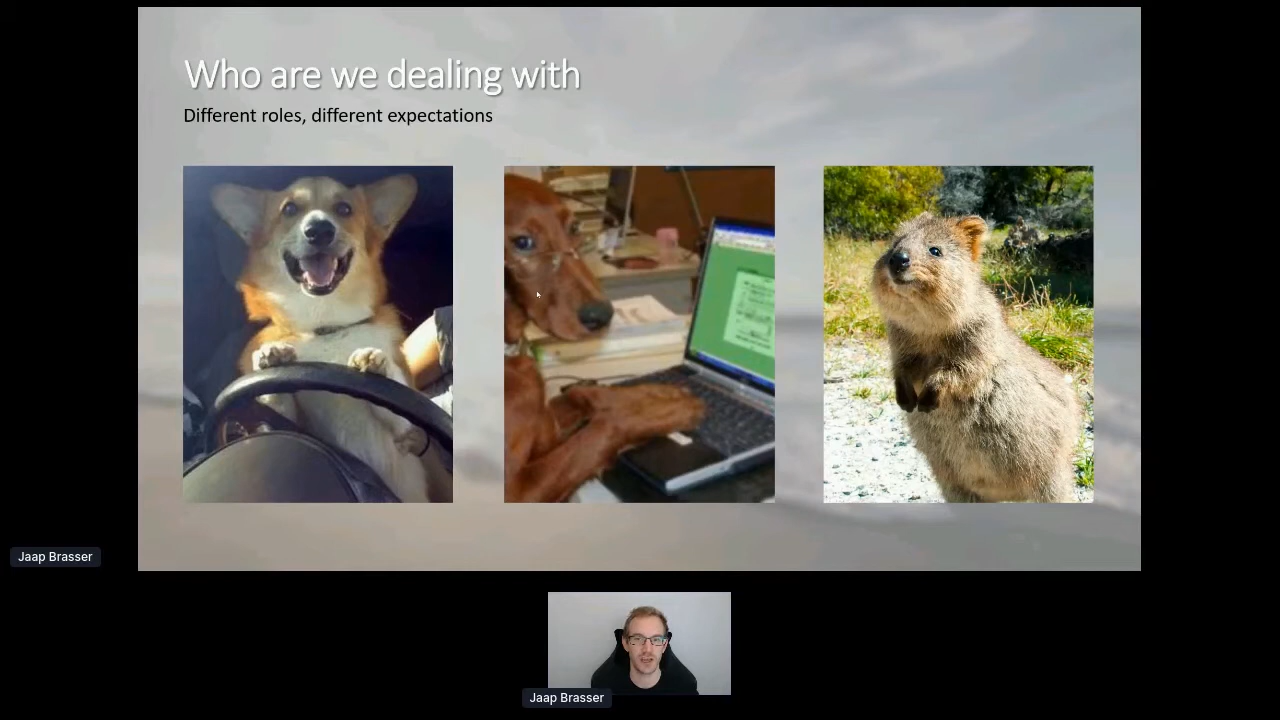 Who are we dealing with
Different roles, different expectations
Jaap Brasser
Jaap Brasser